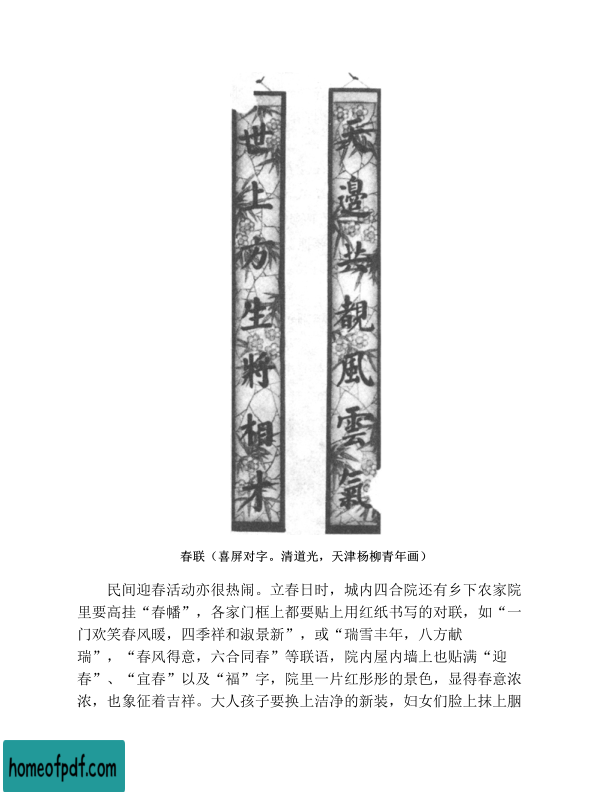 天邊共風雲氣
世上方生將相才
春联（喜屏对字。清道光，天津杨柳青年画）
民间迎春活动亦很热闹。立春日时，城内四合院还有乡下农家院
里要高挂“春幡”，各家门框上都要贴上用红纸书写的对联，如“一
门欢笑春风暖，四季祥和淑景新”，或“瑞雪丰年，八方献
瑞”，“春风得意，六合同春”等联语，院内屋内墙上也贴满“迎
春”、“宜春”以及“福”字，院里一片红彤彤的景色，显得春意浓
浓，也象征着吉祥。大人孩子要换上洁净的新装，妇女们脸上抹上胭
homeofpdf.com